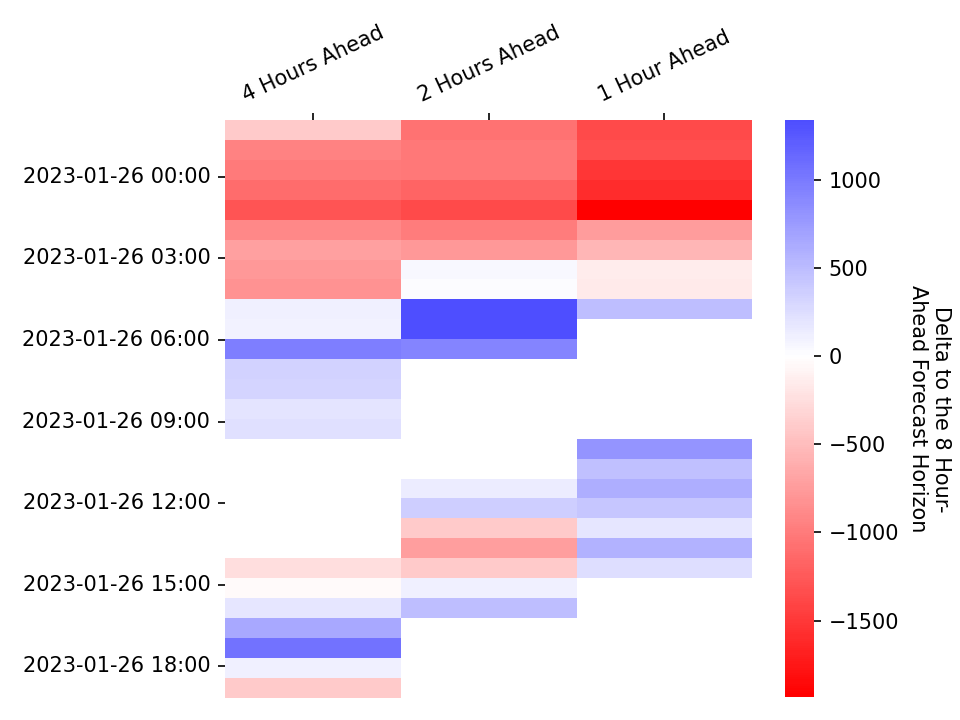 4 Hours Ahead
2 Hours Ahead
1 Hour Ahead
2023-01-26 00:00
2023-01-26 03:00
2023-01-26 06:00
2023-01-26 09:00
2023-01-26 12:00
2023-01-26 15:00
2023-01-26 18:00
1000
500
0
−500
−1000
−1500
Delta to the 8 Hour-
Ahead Forecast Horizon